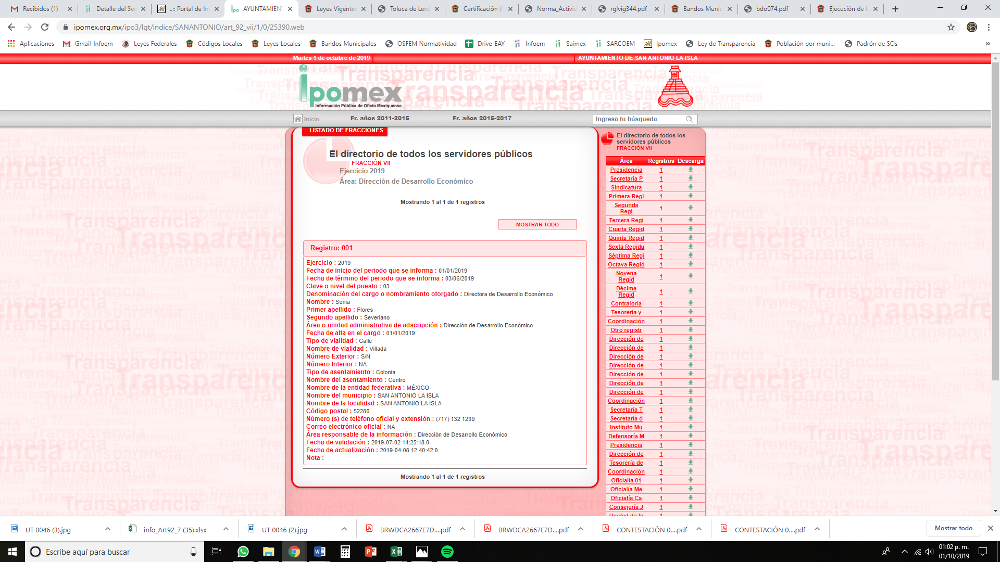 Recibidos (1) -
Detalle del Seg
..:: Portal de Inf
AYUNTAMIENT
Leyes Vigentes
Toluca de Lerd
Certificación (C
Norma_Activid
rglvig344.pdf
Bandos Munic
bdo074.pdf
Ejecución de la
ipomex.org.mx/ipo3/lgt/indice/SANANTONIO/art_92_vii/1/0/25390.web
Aplicaciones
Gmail-Infoem
Leyes Federales
Códigos Locales
Leyes Locales
Bandos Municipales
OSFEM Normatividad
Drive-EAY
Infoem
Saimex
SARCOEM
Ipomex
Ley de Transparencia
Población por muni...
Padrón de SOs
»
Martes 1 de octubre de 2019
AYUNTAMIENTO DE SAN ANTONIO LA ISLA
Transparencia
ipomex
Información Pública de Oficio Mexiquense
Inicio
Fr. años 2011-2015
Fr. años 2015-2017
Ingresa tu búsqueda
LISTADO DE FRACCIONES
El directorio de todos los servidores públicos
FRACCIÓN VII
Ejercicio 2019
Área: Dirección de Desarrollo Económico
Mostrando 1 al 1 de 1 registros
MOSTRAR TODO
Registro: 001
Ejercicio : 2019
Fecha de inicio del periodo que se informa : 01/01/2019
Fecha de término del periodo que se informa : 03/06/2019
Clave o nivel del puesto : 03
Denominación del cargo o nombramiento otorgado : Directora de Desarrollo Económico
Nombre : Sonia
Primer apellido : Flores
Segundo apellido : Severiano
Área o unidad administrativa de adscripción : Dirección de Desarrollo Económico
Fecha de alta en el cargo : 01/01/2019
Tipo de vialidad : Calle
Nombre de vialidad : Villada
Número Exterior : S/N
Número Interior : NA
Tipo de asentamiento : Colonia
Nombre del asentamiento : Centro
Nombre de la entidad federativa : MÉXICO
Nombre del municipio : SAN ANTONIO LA ISLA
Nombre de la localidad : SAN ANTONIO LA ISLA
Código postal : 52280
Número (s) de teléfono oficial y extensión : (717) 132 1239
Correo electrónico oficial : NA
Área responsable de la información : Dirección de Desarrollo Económico
Fecha de validación : 2019-07-02 14:25:18.0
Fecha de actualización : 2019-04-08 12:40:42.0
Nota :
Mostrando 1 al 1 de 1 registros
El directorio de todos los
servidores públicos
FRACCIÓN VII
Área Registros Descarga
Presidencia 1
Secretaría P 1
Sindicatura 1
Primera Regi 1
Segunda
Regi 1
Tercera Regi 1
Cuarta Regid 1
Quinta Regid 1
Sexta Regidu 1
Séptima Regi 1
Octava Regid 1
Novena
Regid 1
Décima
Regid 1
Contraloría 1
Tesorería y 1
Coordinación 1
Otro registr 1
Dirección de 1
Dirección de 1
Dirección de 1
Dirección de 1
Dirección de 1
Dirección de 1
Dirección de 1
Coordinación 1
Secretaría T 1
Secretaría d 1
Instituto Mu 1
Defensoría M 1
Presidencia 1
Dirección de 1
Tesorería de 1
Coordinación 1
Oficialía 01 1
Oficialía Me 1
Oficialía Ca 1
Consejería J 1
Unidad de In 1
UT 0046 (3).jpg
info_Art92_7 (35).xlsx
UT 0046 (2).jpg
BRWDCA2667E7D....pdf
BRWDCA2667E7D....pdf
CONTESTACIÓN 0....pdf
CONTESTACIÓN 0....pdf
Mostrar todo
Escribe aquí para buscar
01:02 p. m.
01/10/2019